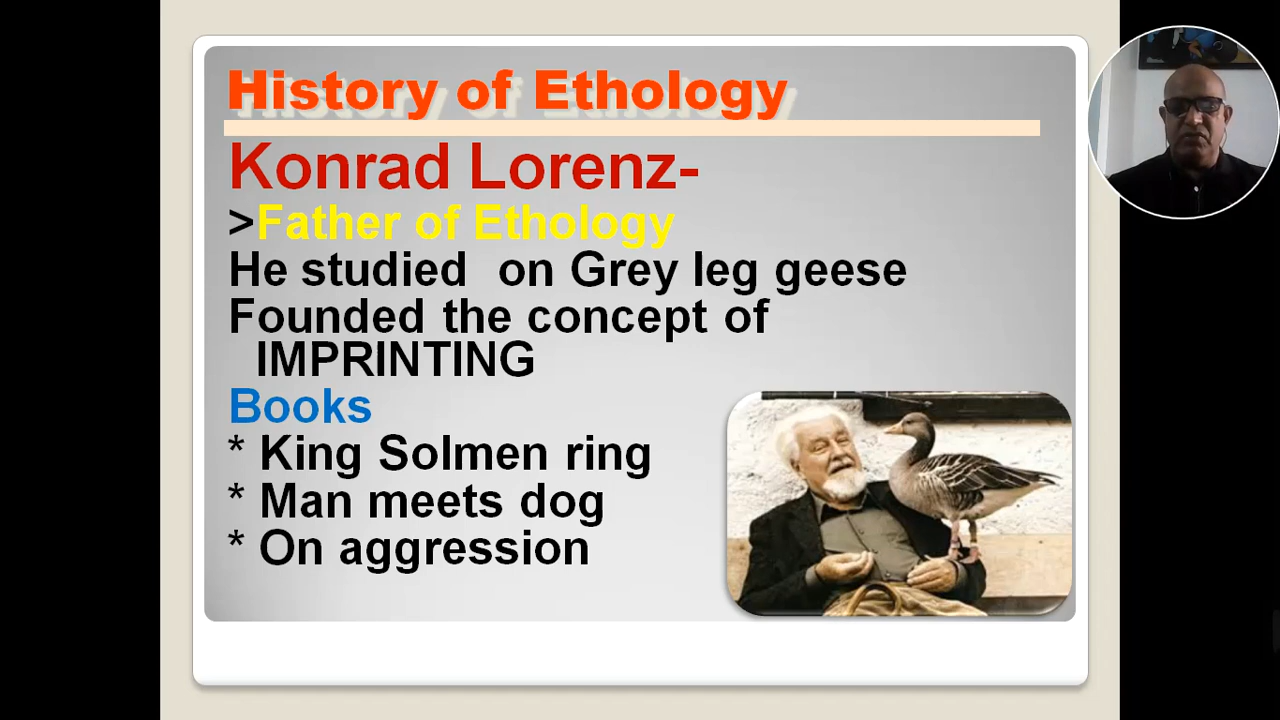 History of Ethology
Konrad Lorenz-
>Father of Ethology
He studied on Grey leg geese
Founded the concept of
IMPRINTING
Books
* King Solmen ring
* Man meets dog
* On aggression